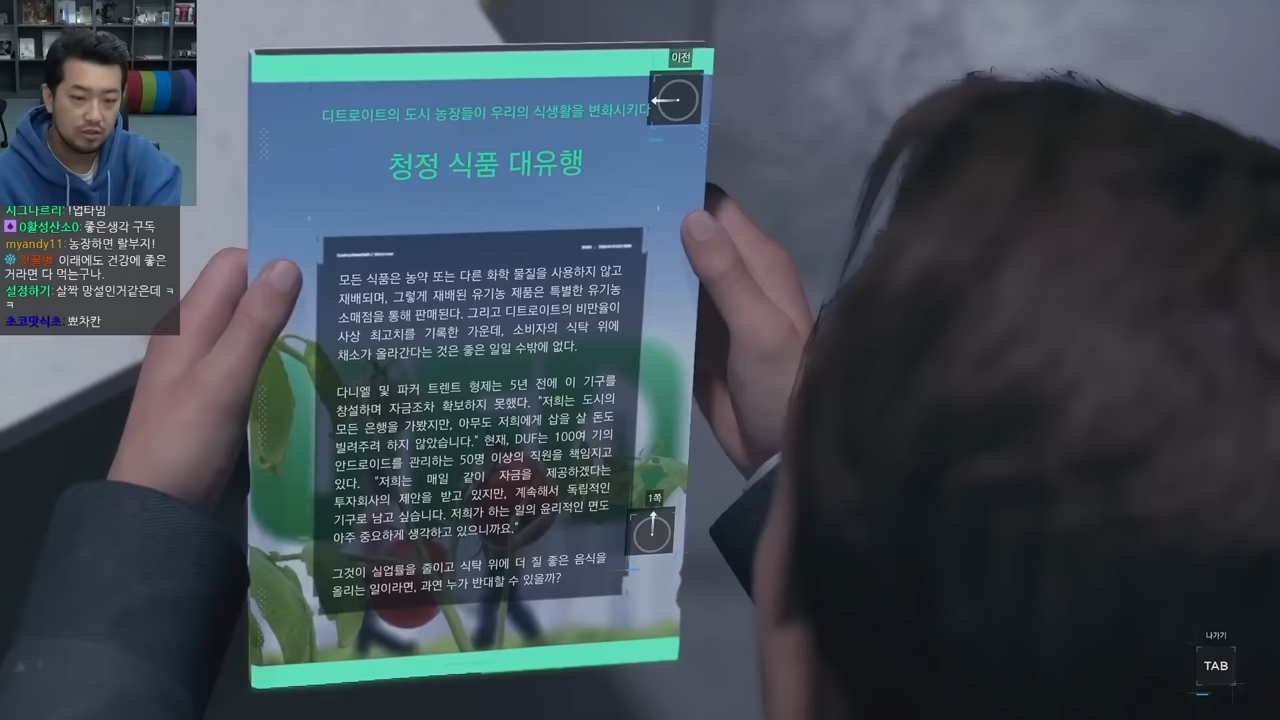 이전
디트로이트의 도시 농장들이 우리의 식생활을 변화시키다
청정 식품 대유행
모든 식품은 농약 또는 다른 화학 물질을 사용하지 않고
재배되며, 그렇게 재배된 유기농 제품은 특별한 유기농
소매점을 통해 판매된다. 그리고 디트로이트의 비만율이
사상 최고치를 기록한 가운데, 소비자의 식탁 위에
채소가 올라간다는 것은 좋은 일일 수밖에 없다.
다니엘 및 파커 트렌트 형제는 5년 전에 이 기구를
창설하며 자금조차 확보하지 못했다. "저희는 도시의
모든 은행을 가봤지만, 아무도 저희에게 삽을 살 돈도
빌려주려 하지 않았습니다." 현재, DUF는 100여 기의
안드로이드를 관리하는 50명 이상의 직원을 책임지고
있다. "저희는 매일 같이 자금을 제공하겠다는
투자회사의 제안을 받고 있지만, 계속해서 독립적인
기구로 남고 싶습니다. 저희가 하는 일의 윤리적인 면도
아주 중요하게 생각하고 있으니까요."
그것이 실업률을 줄이고 식탁 위에 더 질 좋은 음식을
올리는 일이라면, 과연 누가 반대할 수 있을까?
1쪽
시그나르리: !업타임
0활성산소0: 좋은생각 구독
myandy11: 농장하면 랄부지!
이래에도 건강에 좋은
거라면 다 먹는구나.
설정하기: 살짝 망설인거같은데 ㅋ
ㅋ
초코맛식초: 뽀차칸
나가기
TAB